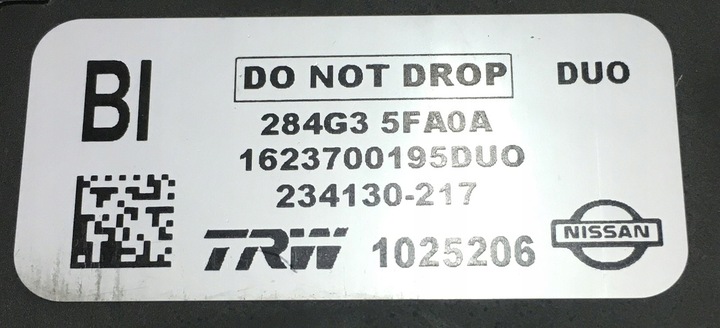 BI
DO NOT DROP
DUO
284G3 5FA0A
1623700195DUO
234130-217
TRW 1025206
NISSAN